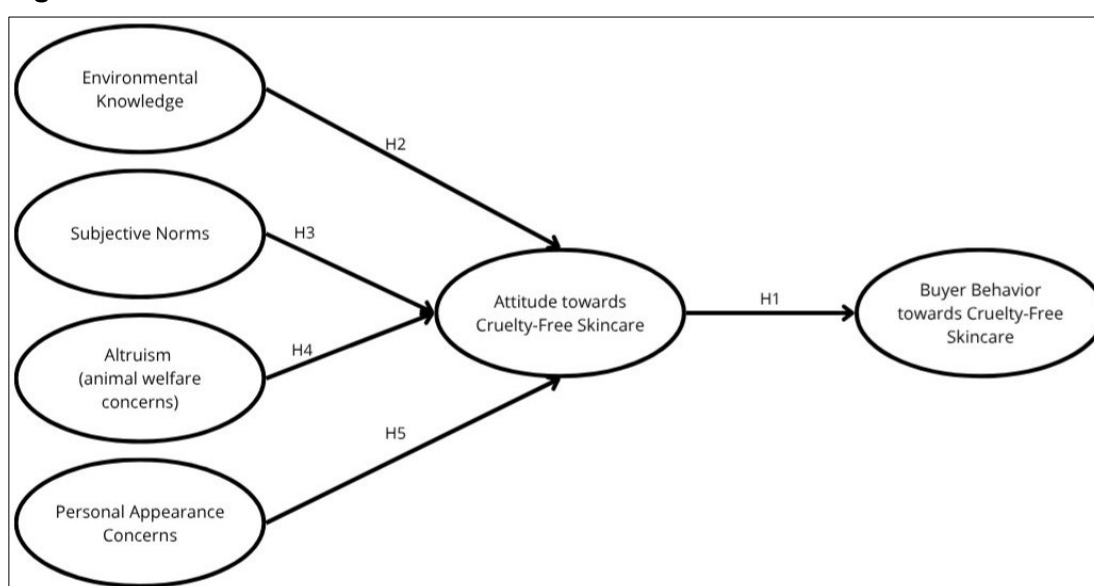 Environmental
Knowledge
H2
Subjective Norms
H3
Attitude towards
Cruelty-Free Skincare
H1
Buyer Behavior
towards Cruelty-Free
Skincare
Altruism
(animal welfare
concerns)
H4
H5
Personal Appearance
Concerns